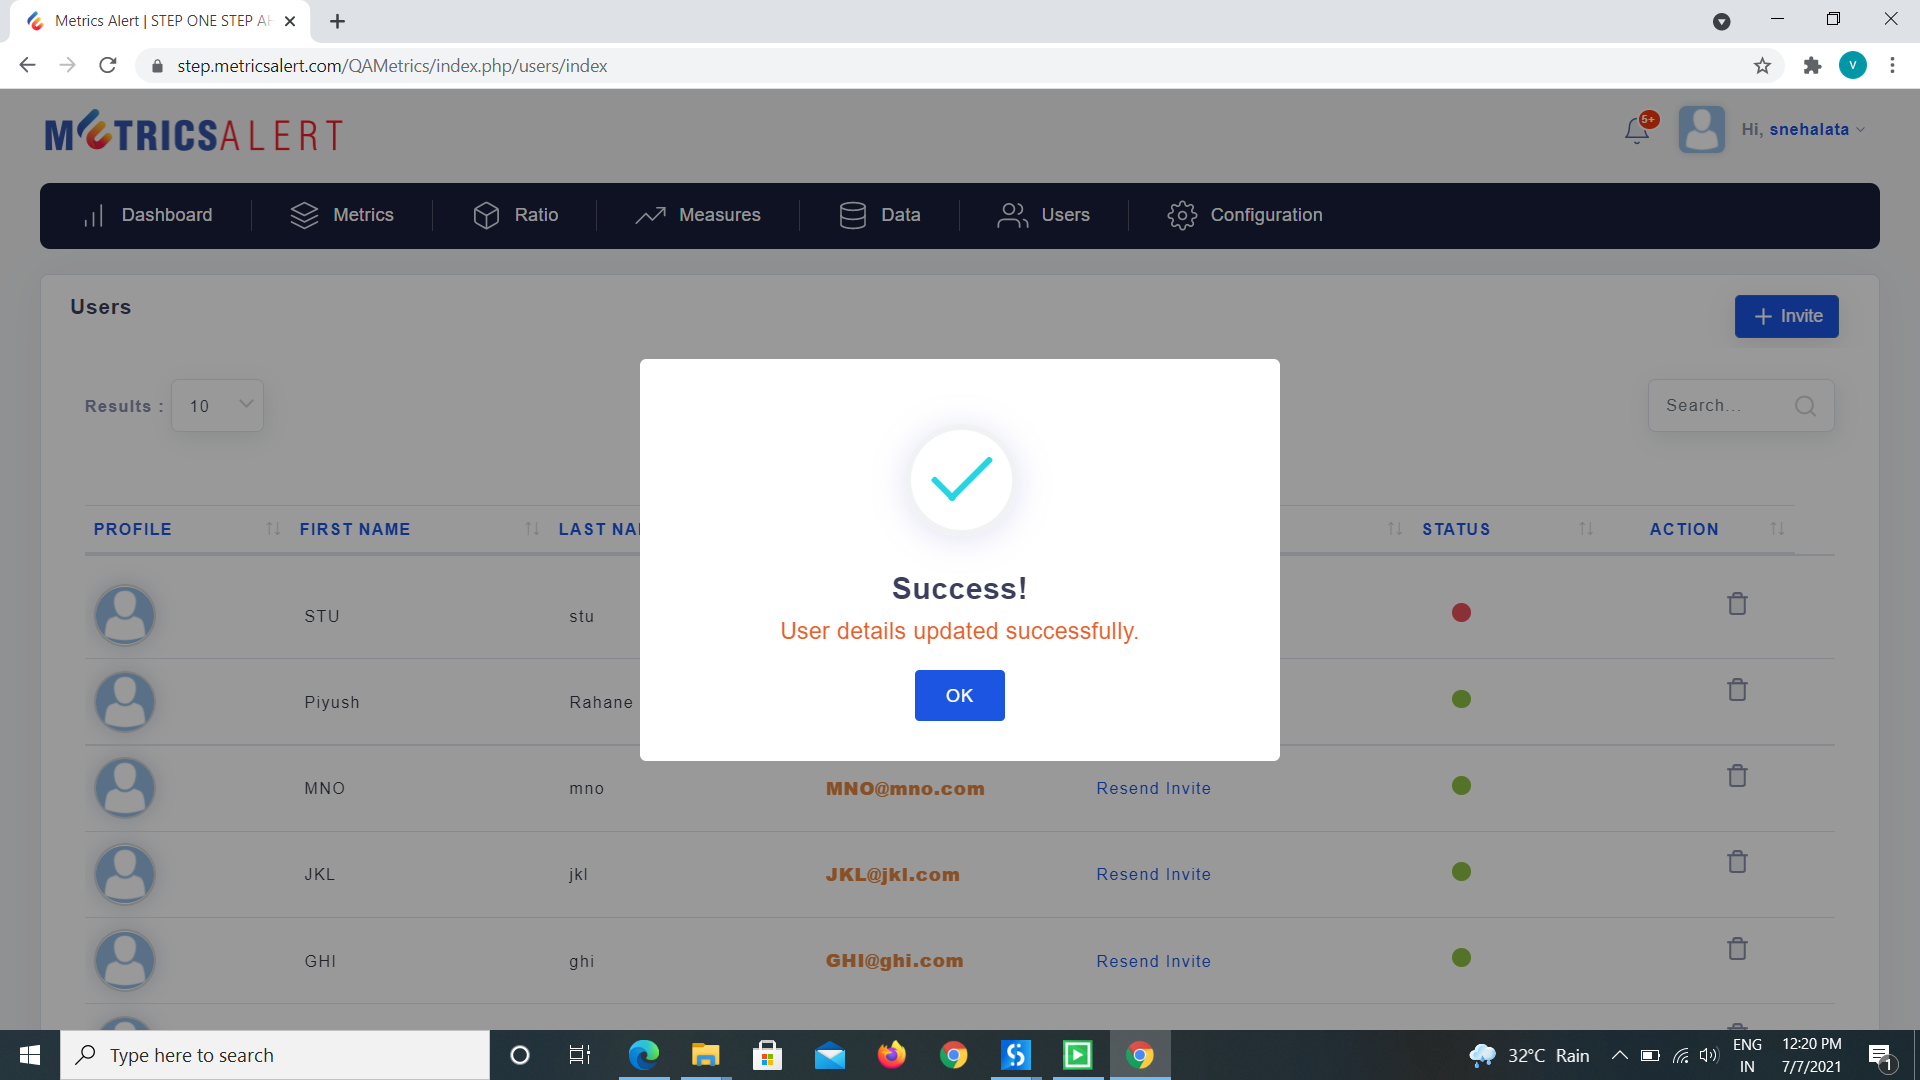 Metrics Alert | STEP ONE STEP AH
step.metricsalert.com/QAMetrics/index.php/users/index
V
METRICSALERT
5+
Hi, snehalata
Dashboard
Metrics
Ratio
Measures
Data
Users
Configuration
Users
Invite
Results :
10
Search...
PROFILE
FIRST NAME
LAST NA
STATUS
ACTION
STU
stu
Piyush
Rahane
MNO
mno
MNO@mno.com
Resend Invite
JKL
jkl
JKL@jkl.com
Resend Invite
GHI
ghi
GHI@ghi.com
Resend Invite
Success!
User details updated successfully.
OK
Type here to search
32°C Rain
ENG
IN
12:20 PM
7/7/2021
1